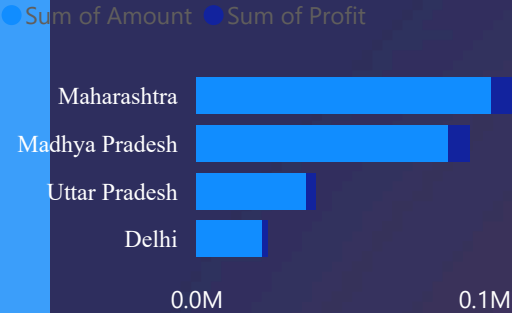 Sum of Amount Sum of Profit
Maharashtra
Madhya Pradesh
Uttar Pradesh
Delhi
0.0M 0.1M